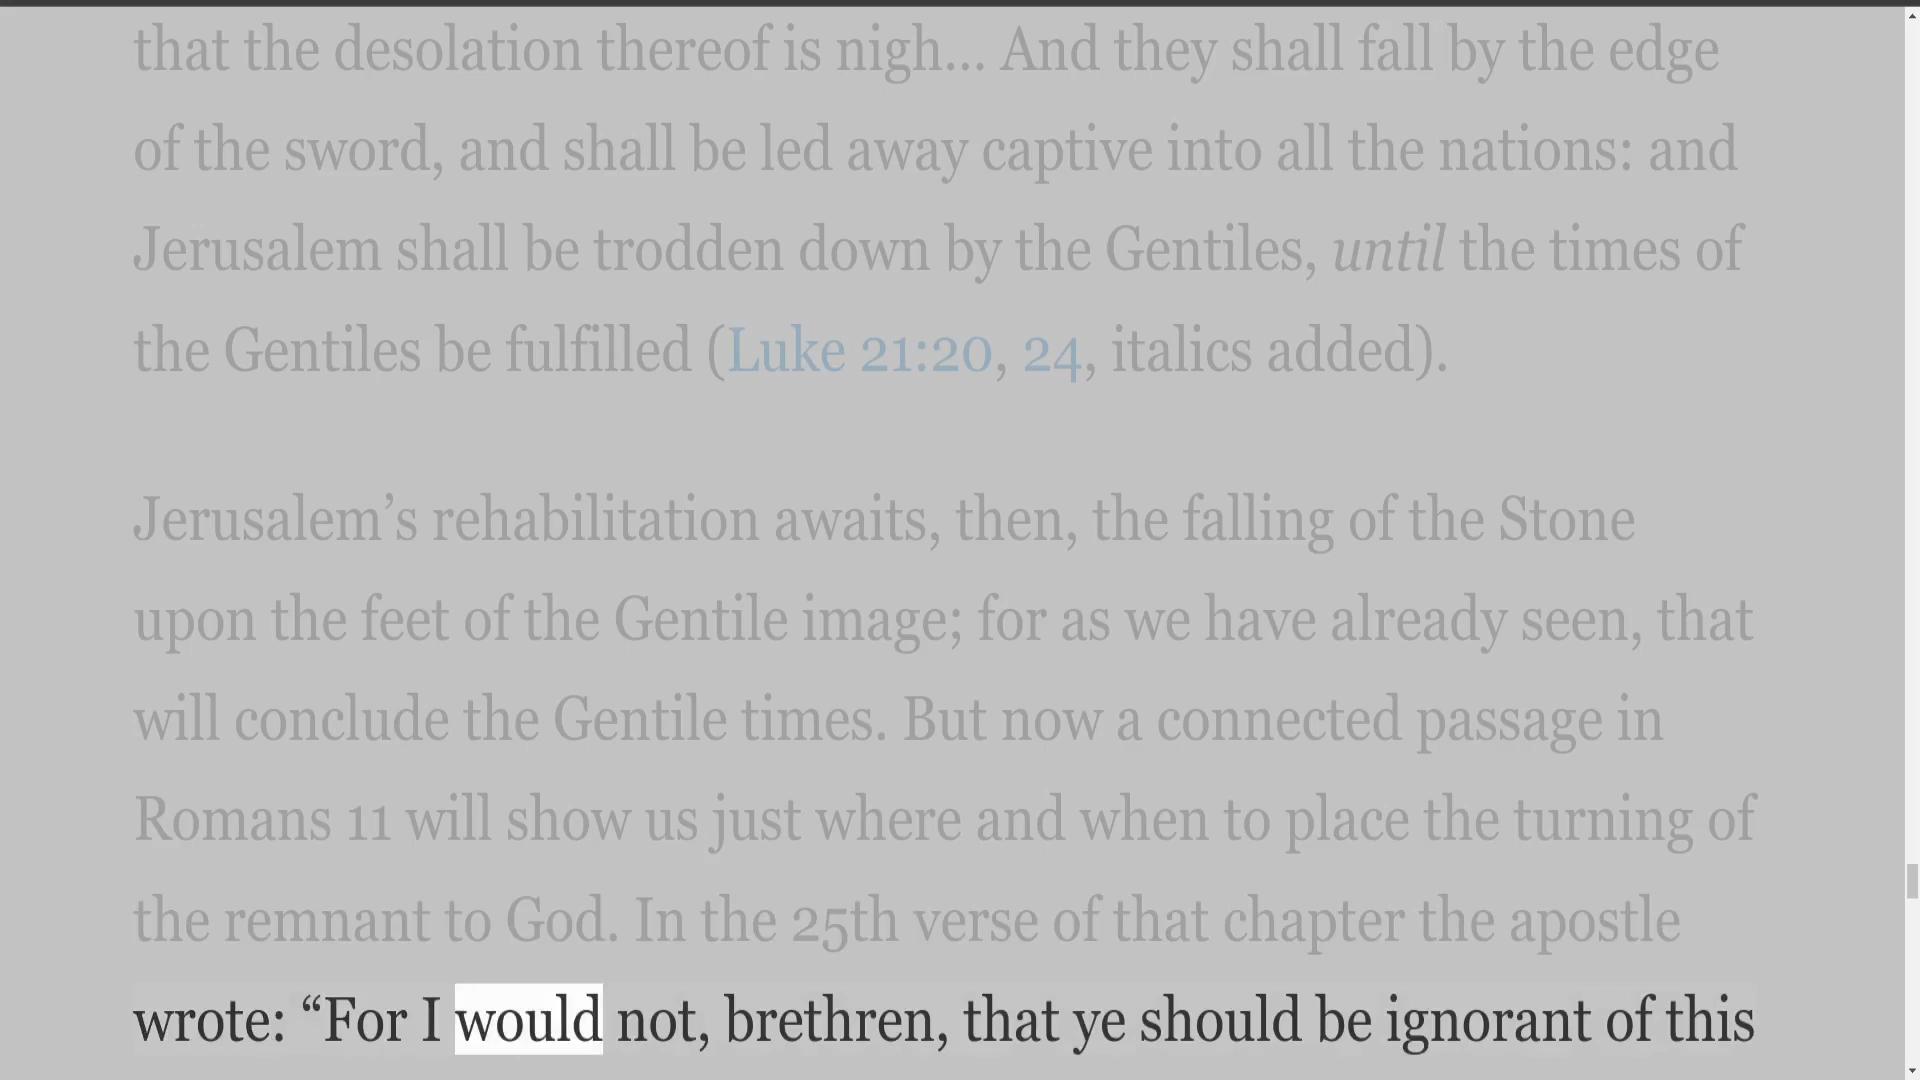 that the desolation thereof is nigh... And they shall fall by the edge
of the sword, and shall be led away captive into all the nations: and
Jerusalem shall be trodden down by the Gentiles, until the times of
the Gentiles be fulfilled (Luke 21:20, 24, italics added).
Jerusalem’s rehabilitation awaits, then, the falling of the Stone
upon the feet of the Gentile image; for as we have already seen, that
will conclude the Gentile times. But now a connected passage in
Romans 11 will show us just where and when to place the turning of
the remnant to God. In the 25th verse of that chapter the apostle
wrote: “For I would not, brethren, that ye should be ignorant of this